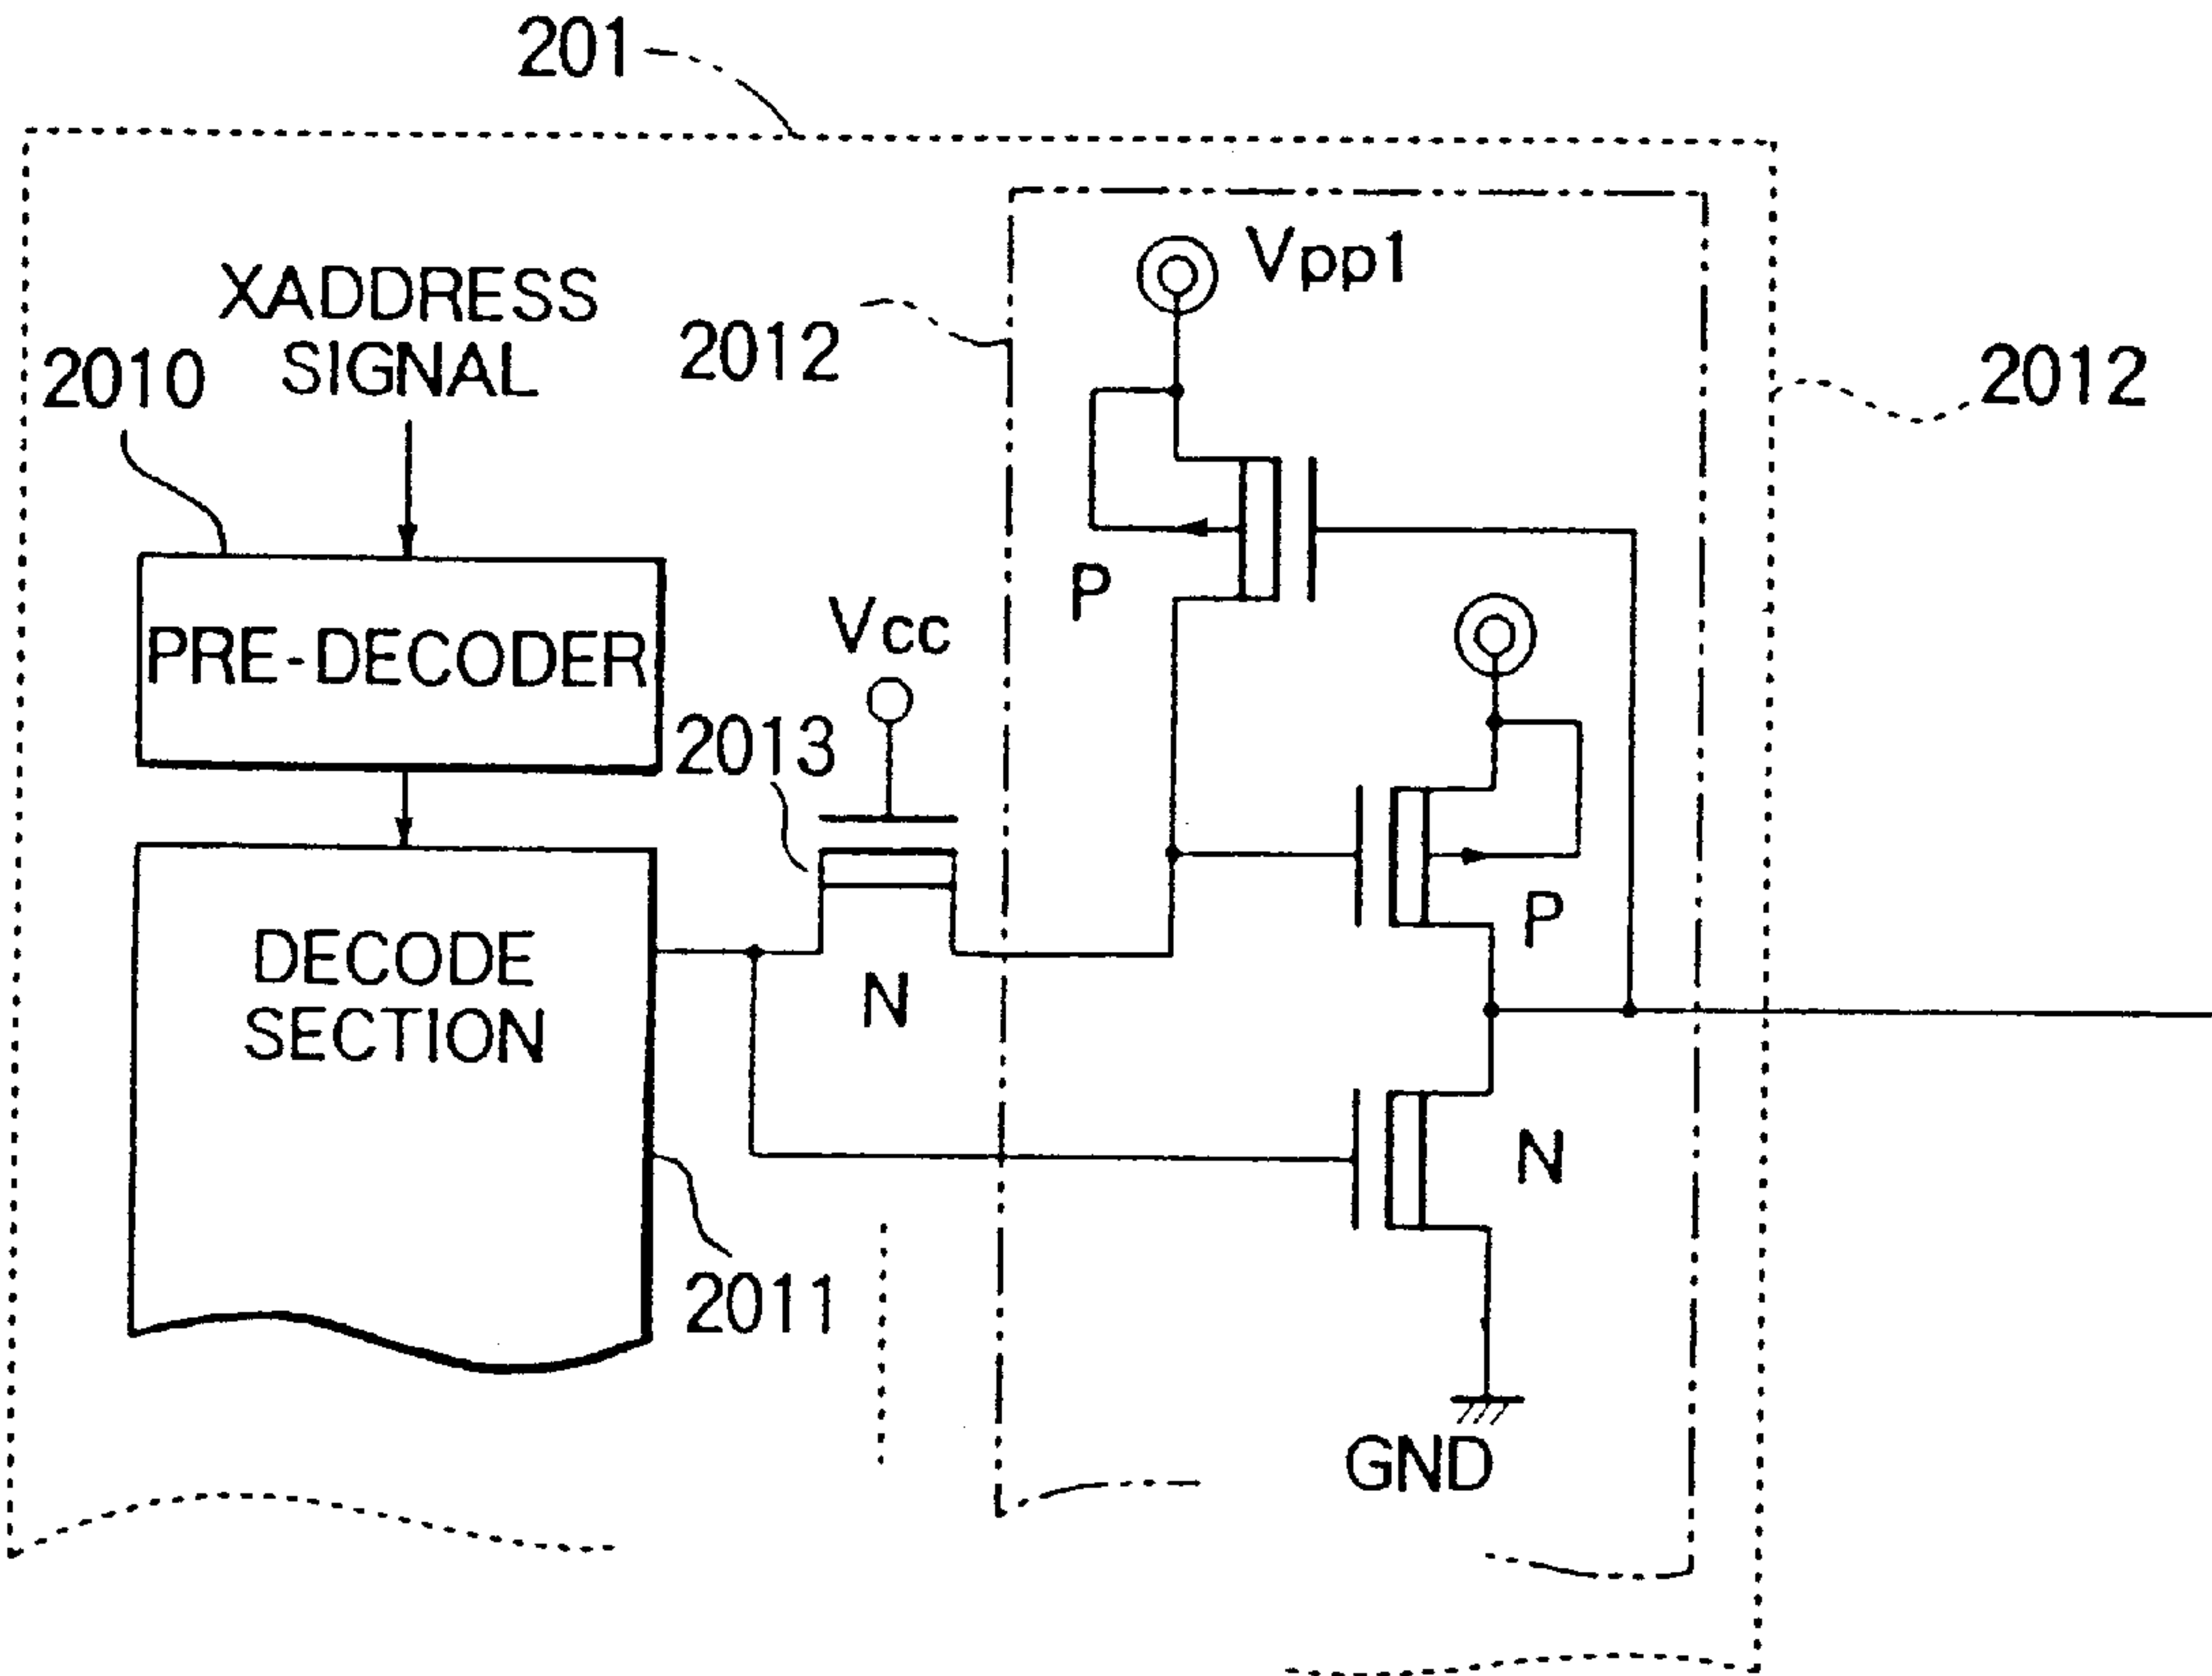 201
Vpp1
XADDRESS
SIGNAL
2012
2012
2010
P
Vcc
PRE-DECODER
2013
P
DECODE
SECTION
N
N
2011
GND